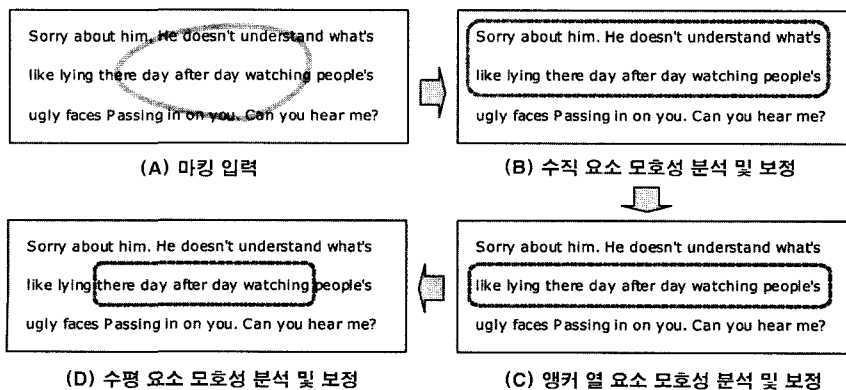 Sorry about him. He doesn't understand what's
like lying there day after day watching people's
ugly faces Passing in on you. Can you hear me?
(A) 마킹 입력
Sorry about him. He doesn't understand what's
like lying there day after day watching people's
ugly faces Passing in on you. Can you hear me?
(B) 수직 요소 모호성 분석 및 보정
Sorry about him. He doesn't understand what's
like lying there day after day watching people's
ugly faces Passing in on you. Can you hear me?
(D) 수평 요소 모호성 분석 및 보정
Sorry about him. He doesn't understand what's
like lying there day after day watching people's
ugly faces Passing in on you. Can you hear me?
(C) 앵커 열 요소 모호성 분석 및 보정